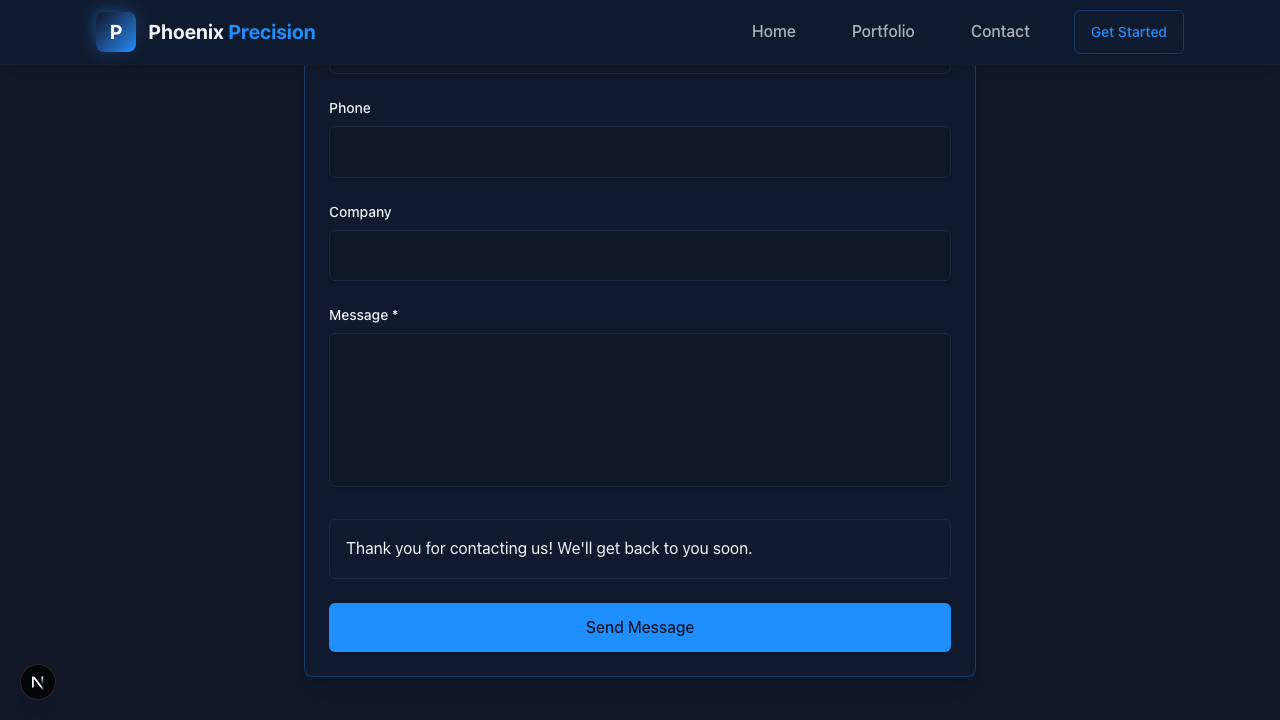 P
Phoenix Precision
Home
Portfolio
Contact
Get Started
Phone
Company
Message *
Thank you for contacting us! We'll get back to you soon.
Send Message
N